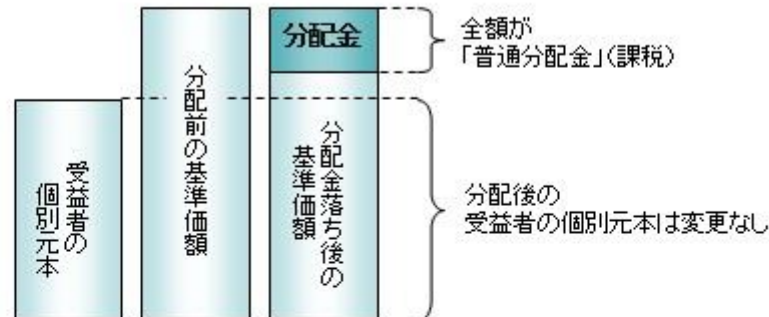 受益者の
個別元本
分配前の基準価額
分配金
分配金落ち後の
基準価額
全額が
「普通分配金」(課税)
分配後の
受益者の個別元本は変更なし